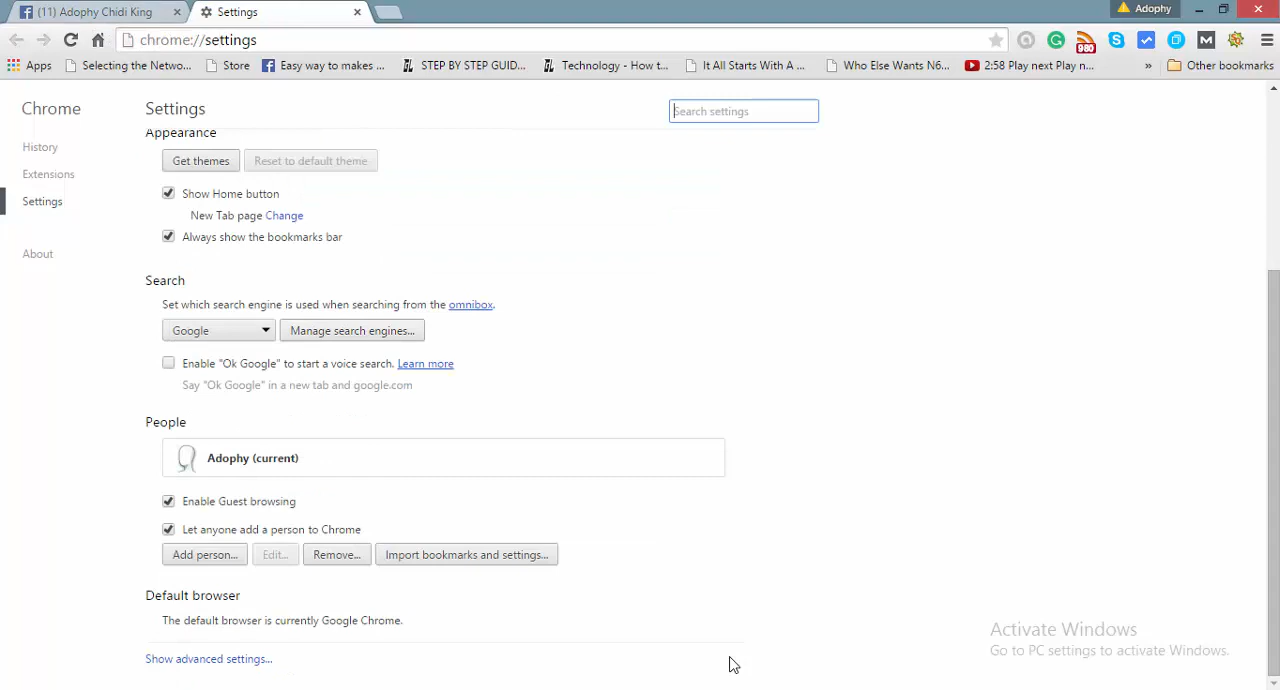 (11) Adophy Chidi King
Settings
Adophy
chrome://settings
980
Apps
Selecting the Netwo...
Store
Easy way to makes ...
STEP BY STEP GUID...
Technology - How t...
It All Starts With A ...
Who Else Wants N6...
2:58 Play next Play n...
»
Other bookmarks
Chrome
History
Extensions
Settings
About
Settings
Search settings
Appearance
Get themes
Reset to default theme
Show Home button
New Tab page Change
Always show the bookmarks bar
Search
Set which search engine is used when searching from the omnibox.
Google
Manage search engines...
Enable "Ok Google" to start a voice search. Learn more
Say "Ok Google" in a new tab and google.com
People
Adophy (current)
Enable Guest browsing
Let anyone add a person to Chrome
Add person...
Edit...
Remove...
Import bookmarks and settings...
Default browser
The default browser is currently Google Chrome.
Show advanced settings...
Activate Windows
Go to PC settings to activate Windows.